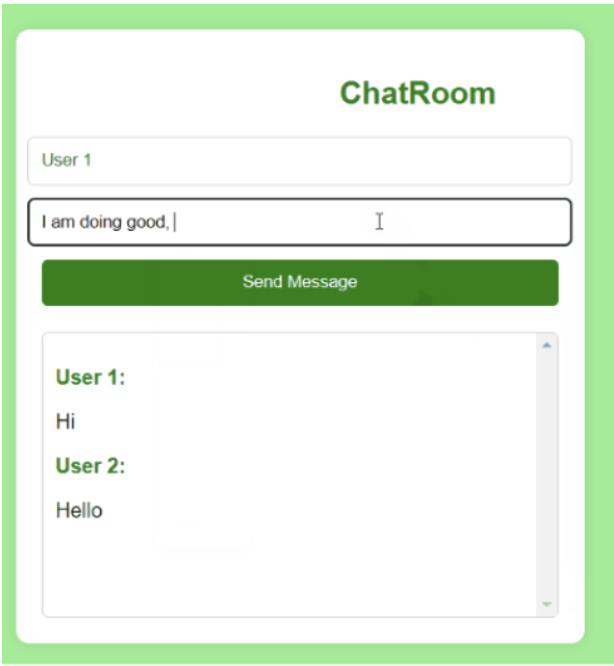 ChatRoom
User 1
I am doing good,
Send Message
User 1:
Hi
User 2:
Hello